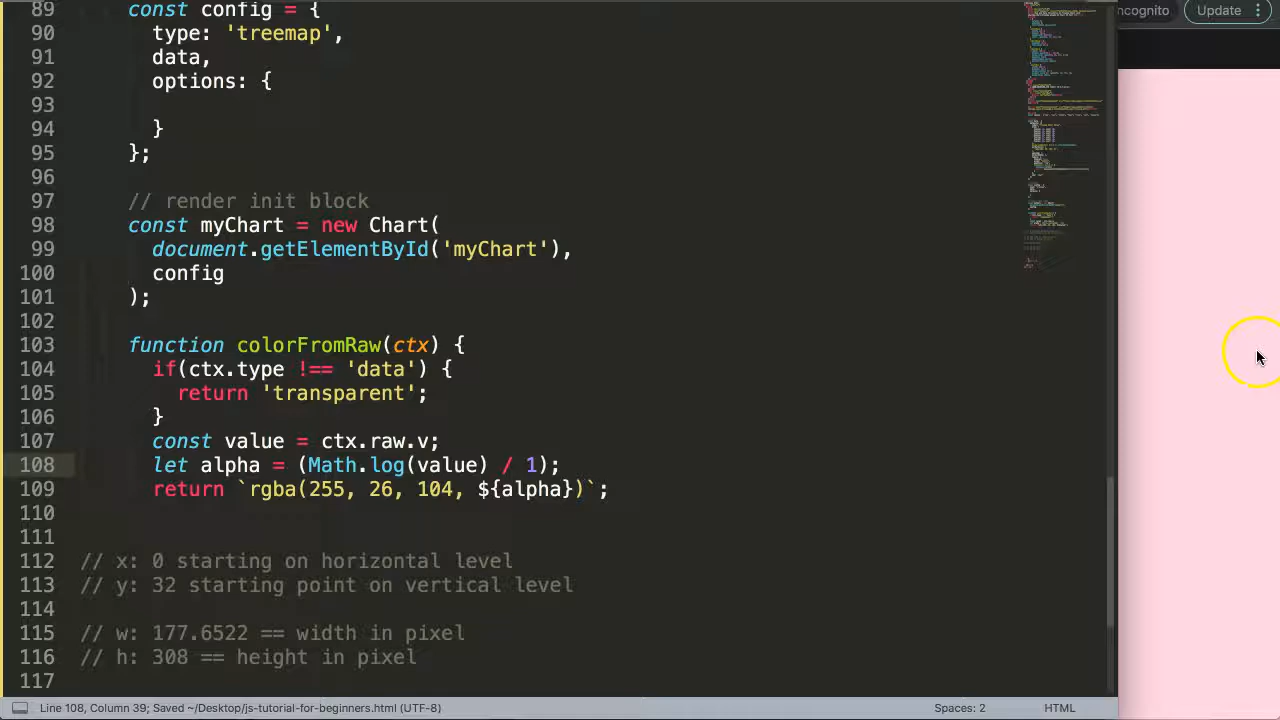 89 const config = {
90 type: 'treemap',
91 data,
92 options: {
93
94 }
95 };
96
97 // render init block
98 const myChart = new Chart(
99 document.getElementById('myChart'),
100 config
101 );
102
103 function colorFromRaw(ctx) {
104 if(ctx.type !== 'data') {
105 return 'transparent';
106 }
107 const value = ctx.raw.v;
108 let alpha = (Math.log(value) / 1);
109 return `rgba(255, 26, 104, ${alpha})`;
110
111
112 // x: 0 starting on horizontal level
113 // y: 32 starting point on vertical level
114
115 // w: 177.6522 == width in pixel
116 // h: 308 == height in pixel
117
Line 108, Column 39; Saved ~/Desktop/js-tutorial-for-beginners.html (UTF-8)
Spaces: 2
HTML
cognito
Update